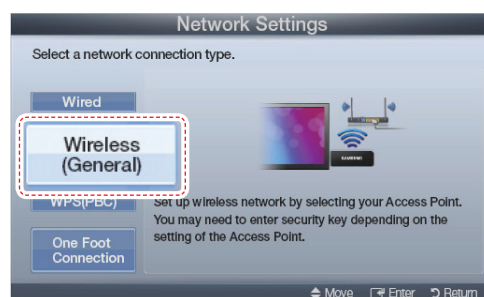 Network Settings
Select a network connection type.
Wired
Wireless
(General)
WPS(PBC)
One Foot
Connection
SAMSUNG
Set up wireless network by selecting your Access Point.
You may need to enter security key depending on the
setting of the Access Point.
Move Enter Return